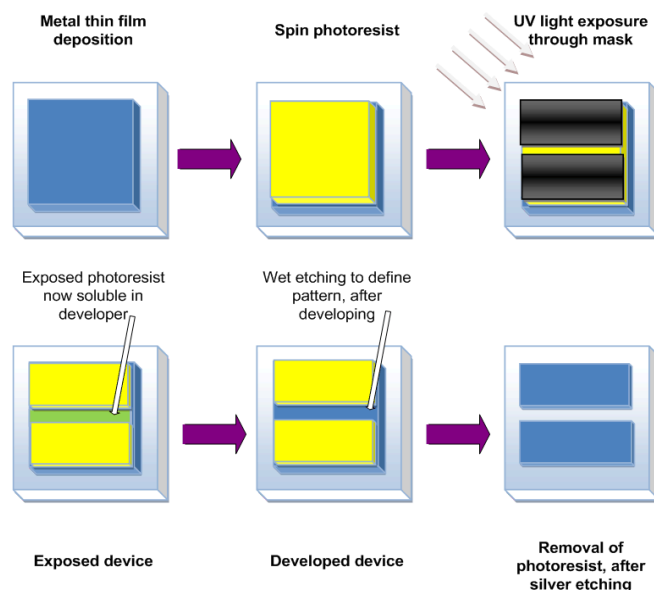 Metal thin film
deposition
Spin photoresist
UV light exposure
through mask
Exposed photoresist
now soluble in
developer
Wet etching to define
pattern, after
developing
Exposed device
Developed device
Removal of
photoresist, after
silver etching